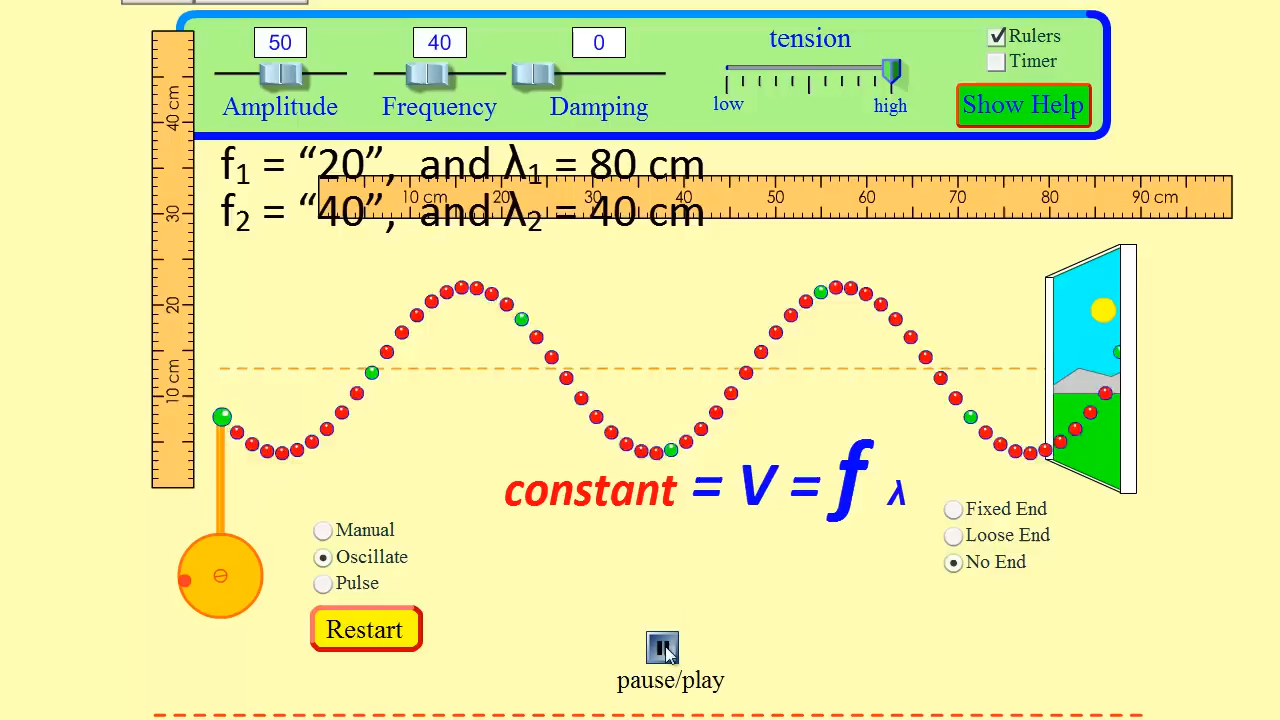 50
40
0
tension
Rulers
Timer
Amplitude
Frequency
Damping
low
high
Show Help
40 cm
30
20
10 cm
f1 = “20”, and λ1 = 80 cm
10 cm 20 30 40 50 60 70 80 90 cm
f2 = “40”, and λ2 = 40 cm
constant = V = f λ
Fixed End
Loose End
No End
Manual
Oscillate
Pulse
Restart
pause/play